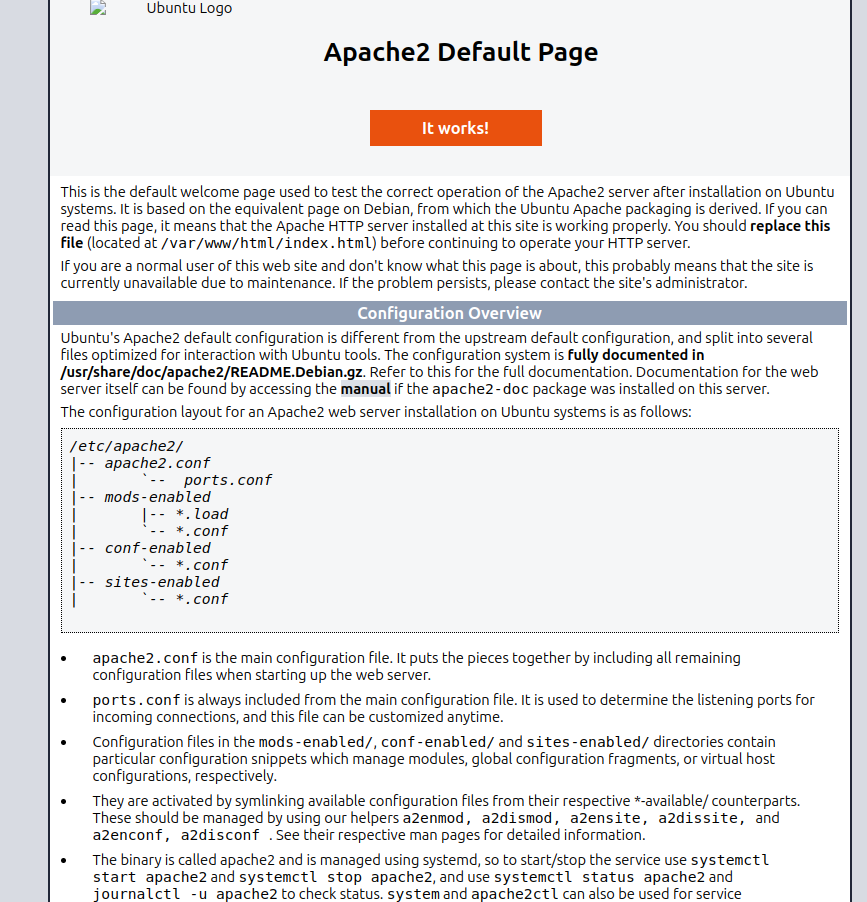 Ubuntu Logo
Apache2 Default Page
It works!
This is the default welcome page used to test the correct operation of the Apache2 server after installation on Ubuntu
systems. It is based on the equivalent page on Debian, from which the Ubuntu Apache packaging is derived. If you can
read this page, it means that the Apache HTTP server installed at this site is working properly. You should replace this
file (located at /var/www/html/index.html) before continuing to operate your HTTP server.
If you are a normal user of this web site and don't know what this page is about, this probably means that the site is
currently unavailable due to maintenance. If the problem persists, please contact the site's administrator.
Configuration Overview
Ubuntu's Apache2 default configuration is different from the upstream default configuration, and split into several
files optimized for interaction with Ubuntu tools. The configuration system is fully documented in
/usr/share/doc/apache2/README.Debian.gz. Refer to this for the full documentation. Documentation for the web
server itself can be found by accessing the manual if the apache2-doc package was installed on this server.
The configuration layout for an Apache2 web server installation on Ubuntu systems is as follows:
/etc/apache2/
|-- apache2.conf
|       `--  ports.conf
|-- mods-enabled
|       |-- *.load
|       `-- *.conf
|-- conf-enabled
|       `-- *.conf
|-- sites-enabled
|       `-- *.conf
• apache2.conf is the main configuration file. It puts the pieces together by including all remaining
configuration files when starting up the web server.
• ports.conf is always included from the main configuration file. It is used to determine the listening ports for
incoming connections, and this file can be customized anytime.
• Configuration files in the mods-enabled/, conf-enabled/ and sites-enabled/ directories contain
particular configuration snippets which manage modules, global configuration fragments, or virtual host
configurations, respectively.
• They are activated by symlinking available configuration files from their respective *-available/ counterparts.
These should be managed by using our helpers a2enmod, a2dismod, a2ensite, a2dissite, and
a2enconf, a2disconf . See their respective man pages for detailed information.
• The binary is called apache2 and is managed using systemd, so to start/stop the service use systemctl
start apache2 and systemctl stop apache2, and use systemctl status apache2 and
journalctl -u apache2 to check status. system and apache2ctl can also be used for service